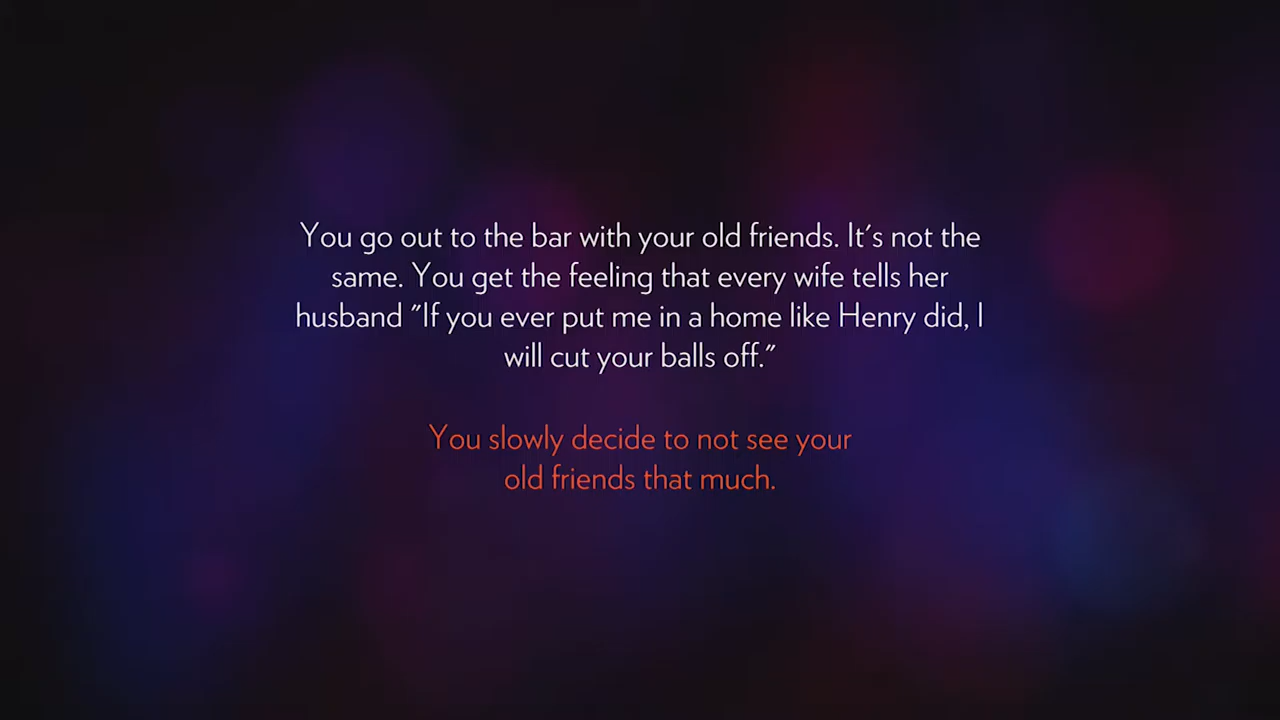 You go out to the bar with your old friends. It's not the
same. You get the feeling that every wife tells her
husband "If you ever put me in a home like Henry did, I
will cut your balls off."
You slowly decide to not see your
old friends that much.